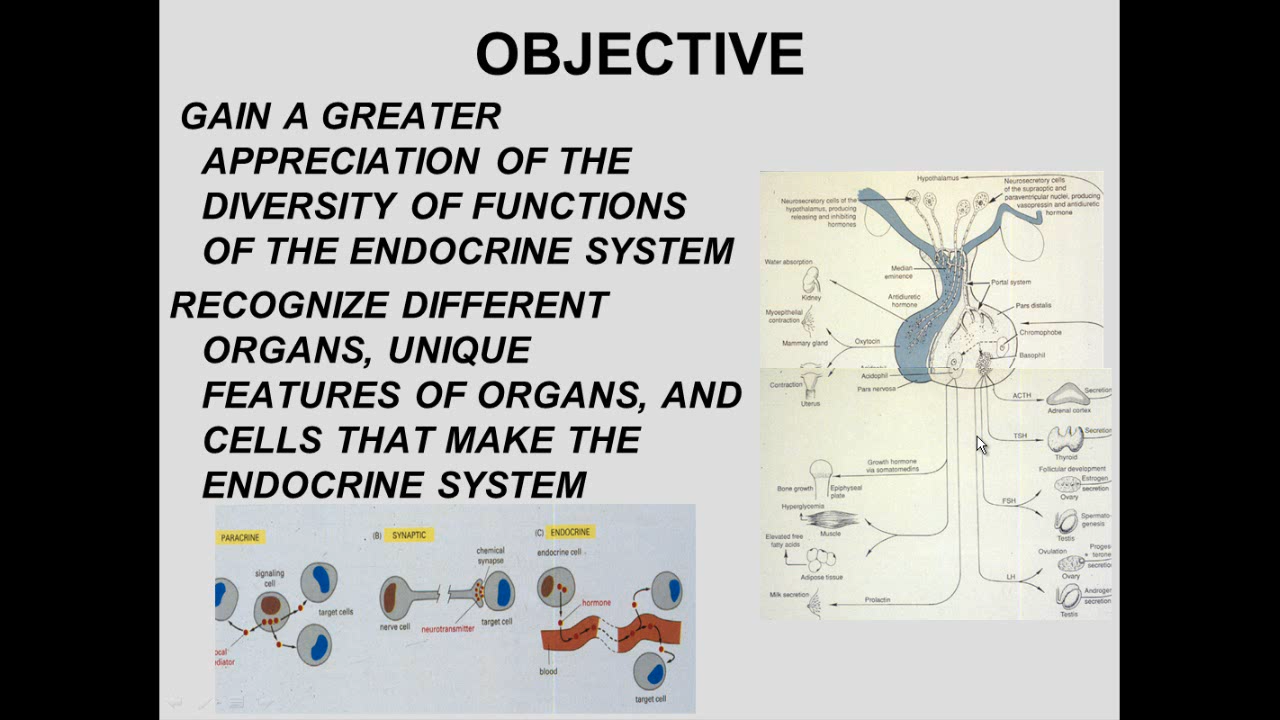 OBJECTIVE
GAIN A GREATER
APPRECIATION OF THE
DIVERSITY OF FUNCTIONS
OF THE ENDOCRINE SYSTEM
RECOGNIZE DIFFERENT
ORGANS, UNIQUE
FEATURES OF ORGANS, AND
CELLS THAT MAKE THE
ENDOCRINE SYSTEM
PARACRINE
signaling
cell
target cells
(B) SYNAPTIC
chemical
synapse
nerve cell
neurotransmitter
target cell
(C) ENDOCRINE
endocrine cell
hormone
blood
target cell
Hypothalamus
Neurosecretory cells of the
hypothalamus, producing
releasing and inhibiting
hormones
Neurosecretory cells
of the supraoptic and
paraventricular nuclei, producing
vasopressin and antidiuretic
hormone
Water absorption
Kidney
Median
eminence
Portal system
Antidiuretic
hormone
Pars distalis
Myoepithelial
contraction
Mammary gland
Oxytocin
Chromophobe
Basophil
Acidophil
Pars nervosa
Contraction
Uterus
ACTH
Secretion
Adrenal cortex
TSH
Secretion
Thyroid
Growth hormone
via somatomedins
Bone growth
Epiphyseal
plate
Follicular development
Estrogen
secretion
Ovary
FSH
Hyperglycemia
Muscle
Spermato-
genesis
Testis
Elevated free
fatty acids
Adipose tissue
Ovulation
Ovary
LH
Milk secretion
Prolactin
secretion
Testis